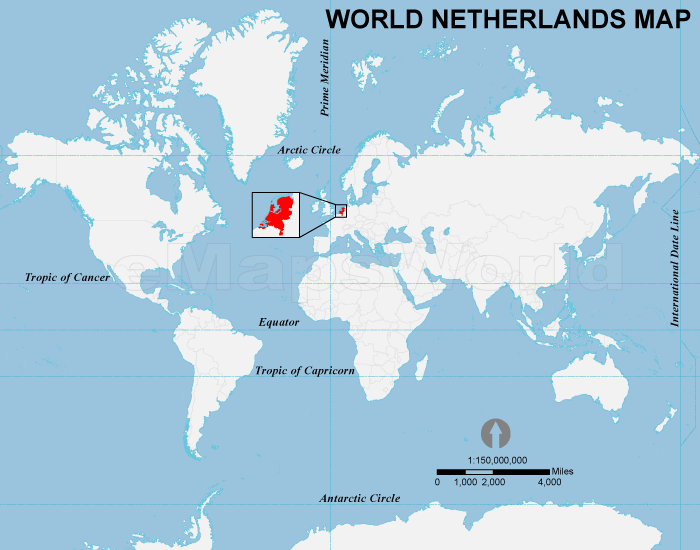 WORLD NETHERLANDS MAP
Prime Meridian
Arctic Circle
eMapsWorld
International Date Line
Tropic of Cancer
Equator
Tropic of Capricorn
1:150,000,000
Miles
0 1,000 2,000 4,000
Antarctic Circle